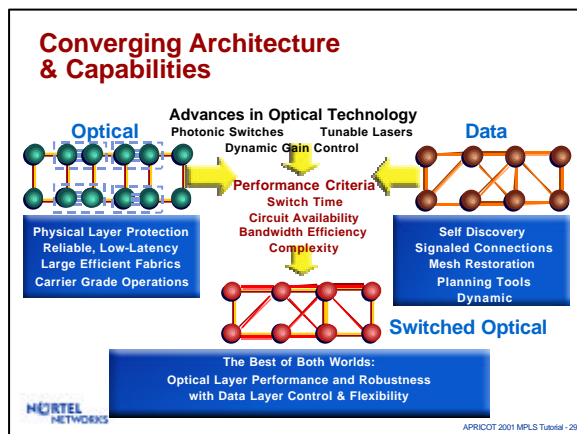 Converging Architecture
& Capabilities
Advances in Optical Technology
Optical
Photonic Switches
Tunable Lasers
Data
Dynamic Gain Control
Performance Criteria
Switch Time
Circuit Availability
Bandwidth Efficiency
Complexity
Physical Layer Protection
Reliable, Low-Latency
Large Efficient Fabrics
Carrier Grade Operations
Self Discovery
Signaled Connections
Mesh Restoration
Planning Tools
Dynamic
Switched Optical
The Best of Both Worlds:
Optical Layer Performance and Robustness
with Data Layer Control & Flexibility
NORTEL
NETWORKS
APRICOT 2001 MPLS Tutorial - 29